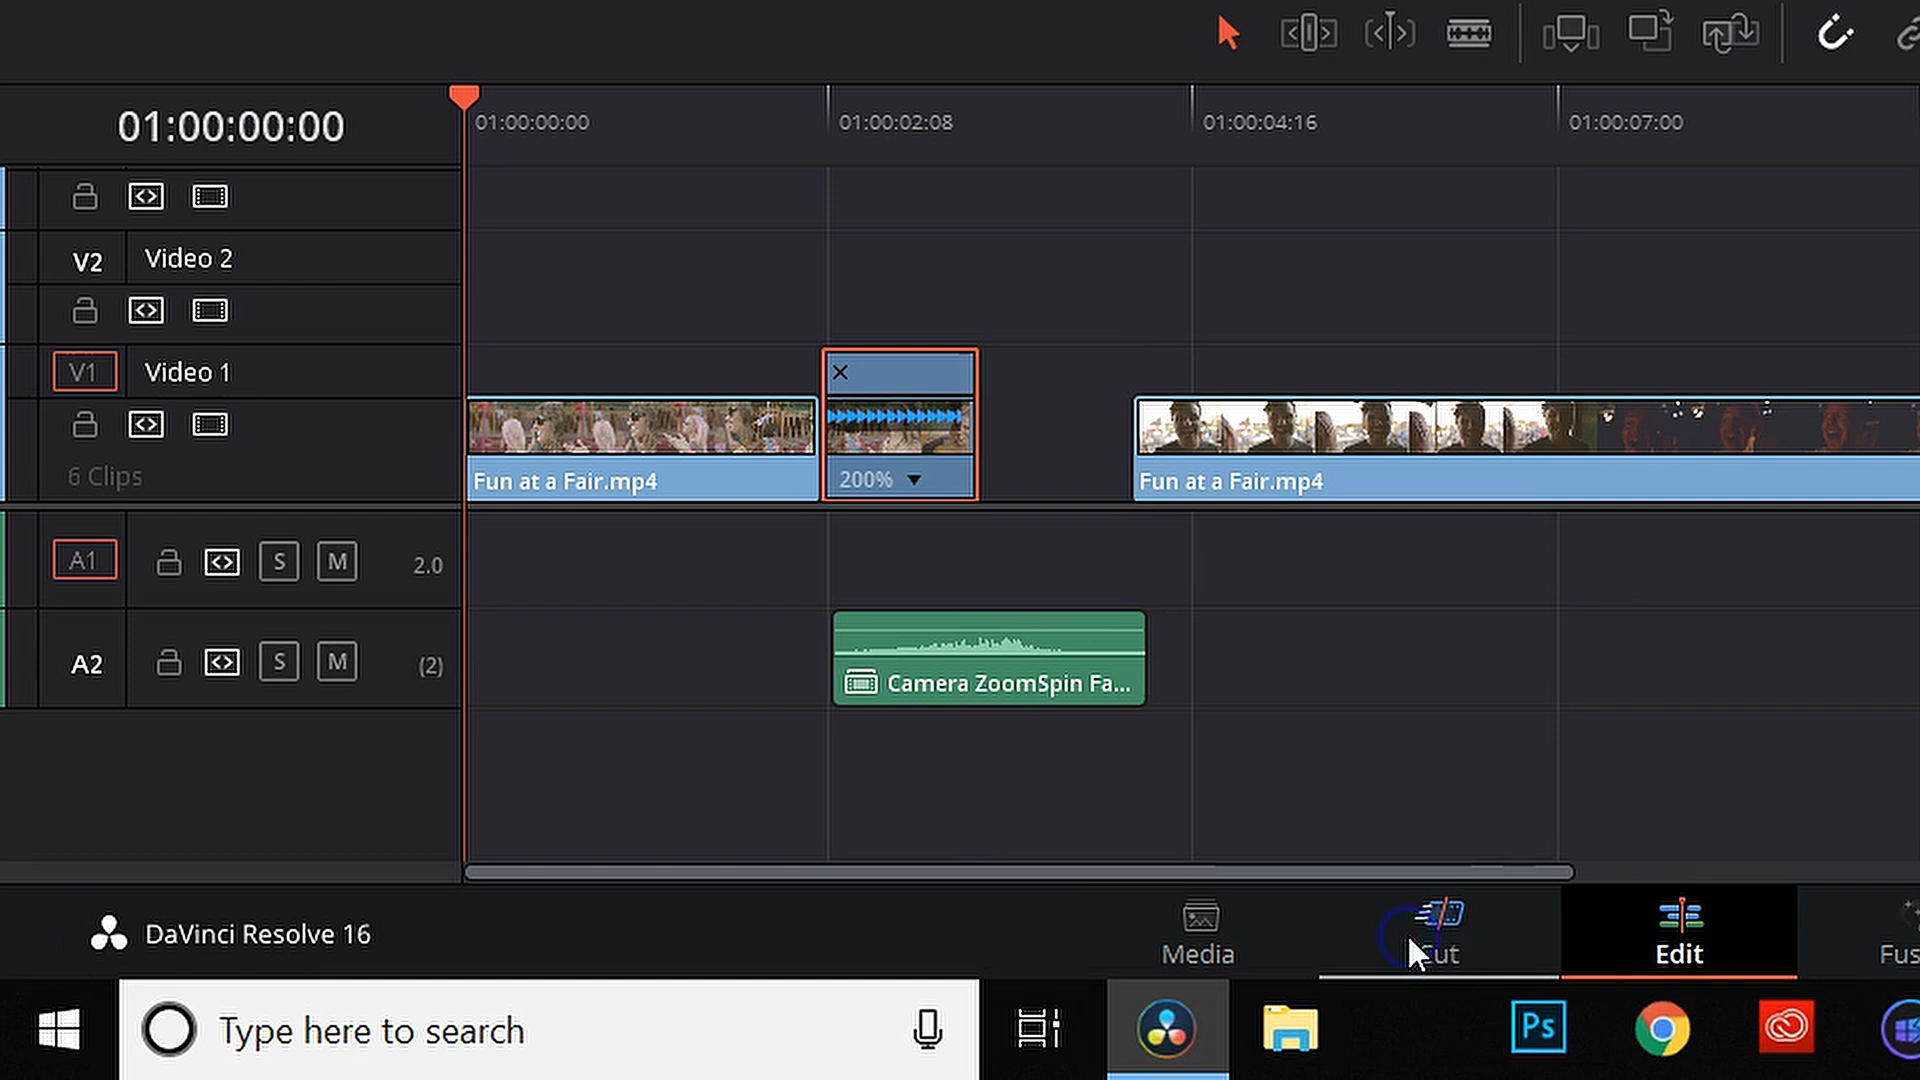 01:00:00:00
01:00:00:00
01:00:02:08
01:00:04:16
01:00:07:00
V2
Video 2
V1
Video 1
6 Clips
Fun at a Fair.mp4
200%
Fun at a Fair.mp4
A1
S
M
2.0
A2
S
M
(2)
Camera ZoomSpin Fa...
DaVinci Resolve 16
Media
Edit
Type here to search
Ps